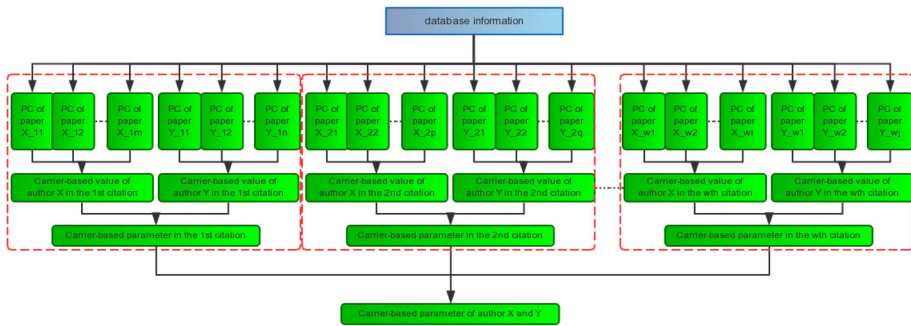 database information
PC of
paper
X_11
PC of
paper
X_12
PC of
paper
X_1m
PC of
paper
Y_11
PC of
paper
Y_12
PC of
paper
Y_1n
PC of
paper
X_21
PC of
paper
X_22
PC of
paper
X_2p
PC of
paper
Y_21
PC of
paper
Y_22
PC of
paper
Y_2q
PC of
paper
X_w1
PC of
paper
X_w2
PC of
paper
X_wi
PC of
paper
Y_w1
PC of
paper
Y_w2
PC of
paper
Y_wj
Carrier-based value of
author X in the 1st citation
Carrier-based value of
author Y in the 1st citation
Carrier-based value of
author X in the 2nd citation
Carrier-based value of
author Y in the 2nd citation
Carrier-based value of
author X in the wth citation
Carrier-based value of
author Y in the wth citation
Carrier-based parameter in the 1st citation
Carrier-based parameter in the 2nd citation
Carrier-based parameter in the wth citation
Carrier-based parameter of author X and Y